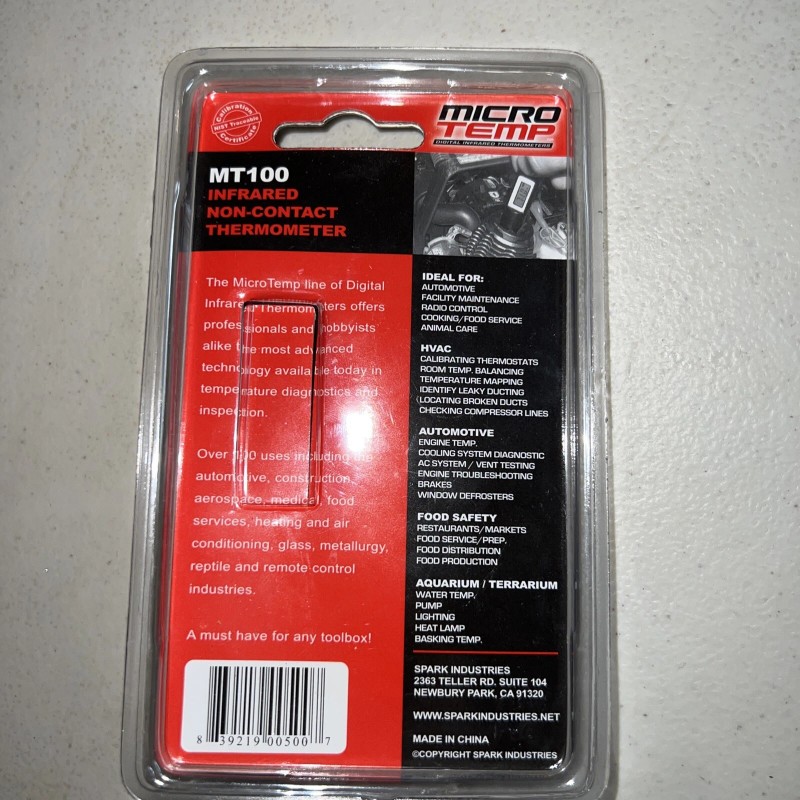 Calibration
NIST Traceable
Certificate
MICRO
TEMP
DIGITAL INFRARED THERMOMETERS
MT100
INFRARED
NON-CONTACT
THERMOMETER
The MicroTemp line of Digital
Infrared Thermometers offers
professionals and hobbyists
alike the most advanced
technology available today in
temperature diagnostics and
inspection.
Over 100 uses including the
automotive, construction,
aerospace, medical, food
services, heating and air
conditioning, glass, metallurgy,
reptile and remote control
industries.
A must have for any toolbox!
8 39219 00500 7
IDEAL FOR:
AUTOMOTIVE
FACILITY MAINTENANCE
RADIO CONTROL
COOKING/FOOD SERVICE
ANIMAL CARE
HVAC
CALIBRATING THERMOSTATS
ROOM TEMP. BALANCING
TEMPERATURE MAPPING
IDENTIFY LEAKY DUCTING
LOCATING BROKEN DUCTS
CHECKING COMPRESSOR LINES
AUTOMOTIVE
ENGINE TEMP.
COOLING SYSTEM DIAGNOSTIC
AC SYSTEM / VENT TESTING
ENGINE TROUBLESHOOTING
BRAKES
WINDOW DEFROSTERS
FOOD SAFETY
RESTAURANTS/MARKETS
FOOD SERVICE/PREP.
FOOD DISTRIBUTION
FOOD PRODUCTION
AQUARIUM / TERRARIUM
WATER TEMP.
PUMP
LIGHTING
HEAT LAMP
BASKING TEMP.
SPARK INDUSTRIES
2363 TELLER RD. SUITE 104
NEWBURY PARK, CA 91320
WWW.SPARKINDUSTRIES.NET
MADE IN CHINA
©COPYRIGHT SPARK INDUSTRIES